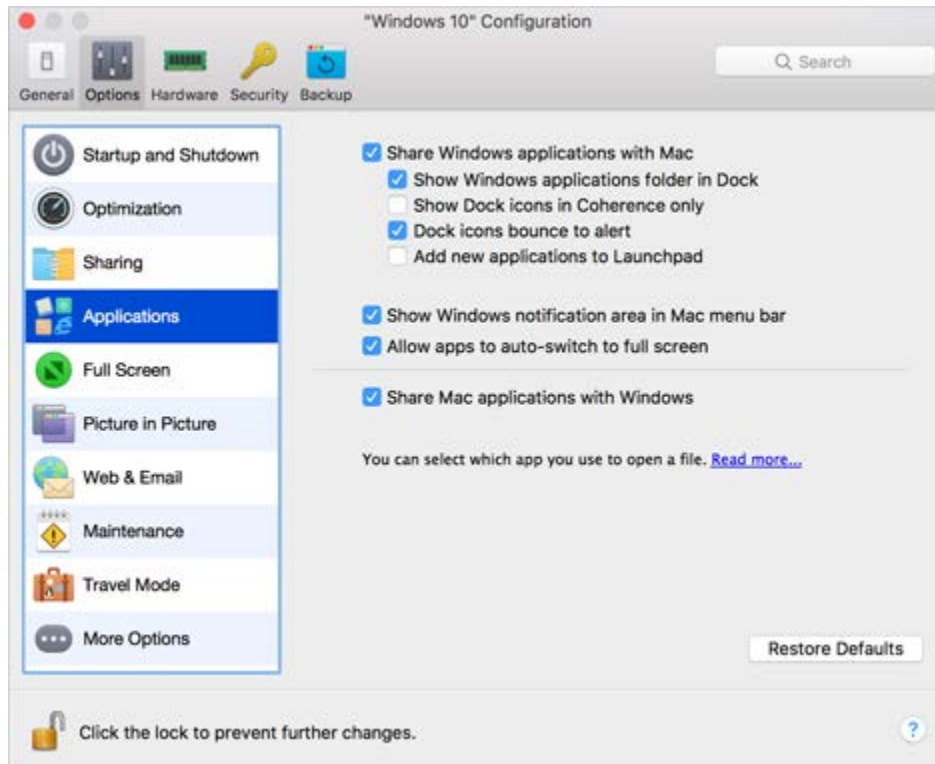 "Windows 10" Configuration
General Options Hardware Security Backup
Search
Startup and Shutdown
Optimization
Sharing
Applications
Full Screen
Picture in Picture
Web & Email
Maintenance
Travel Mode
More Options
Share Windows applications with Mac
Show Windows applications folder in Dock
Show Dock icons in Coherence only
Dock icons bounce to alert
Add new applications to Launchpad
Show Windows notification area in Mac menu bar
Allow apps to auto-switch to full screen
Share Mac applications with Windows
You can select which app you use to open a file. Read more...
Restore Defaults
Click the lock to prevent further changes.
?